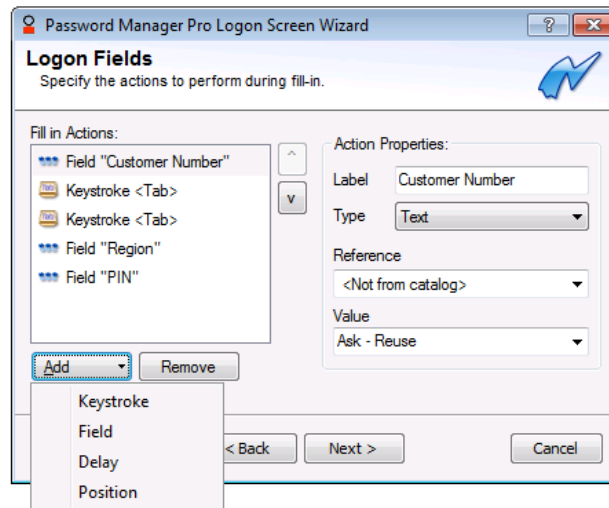 Password Manager Pro Logon Screen Wizard
Logon Fields
Specify the actions to perform during fill-in.
Fill in Actions:
Field "Customer Number"
Keystroke <Tab>
Keystroke <Tab>
Field "Region"
Field "PIN"
^
v
Action Properties:
Label Customer Number
Type Text
Reference
<Not from catalog>
Value
Ask - Reuse
Add Remove
Keystroke
Field
Delay
Position
< Back Next > Cancel